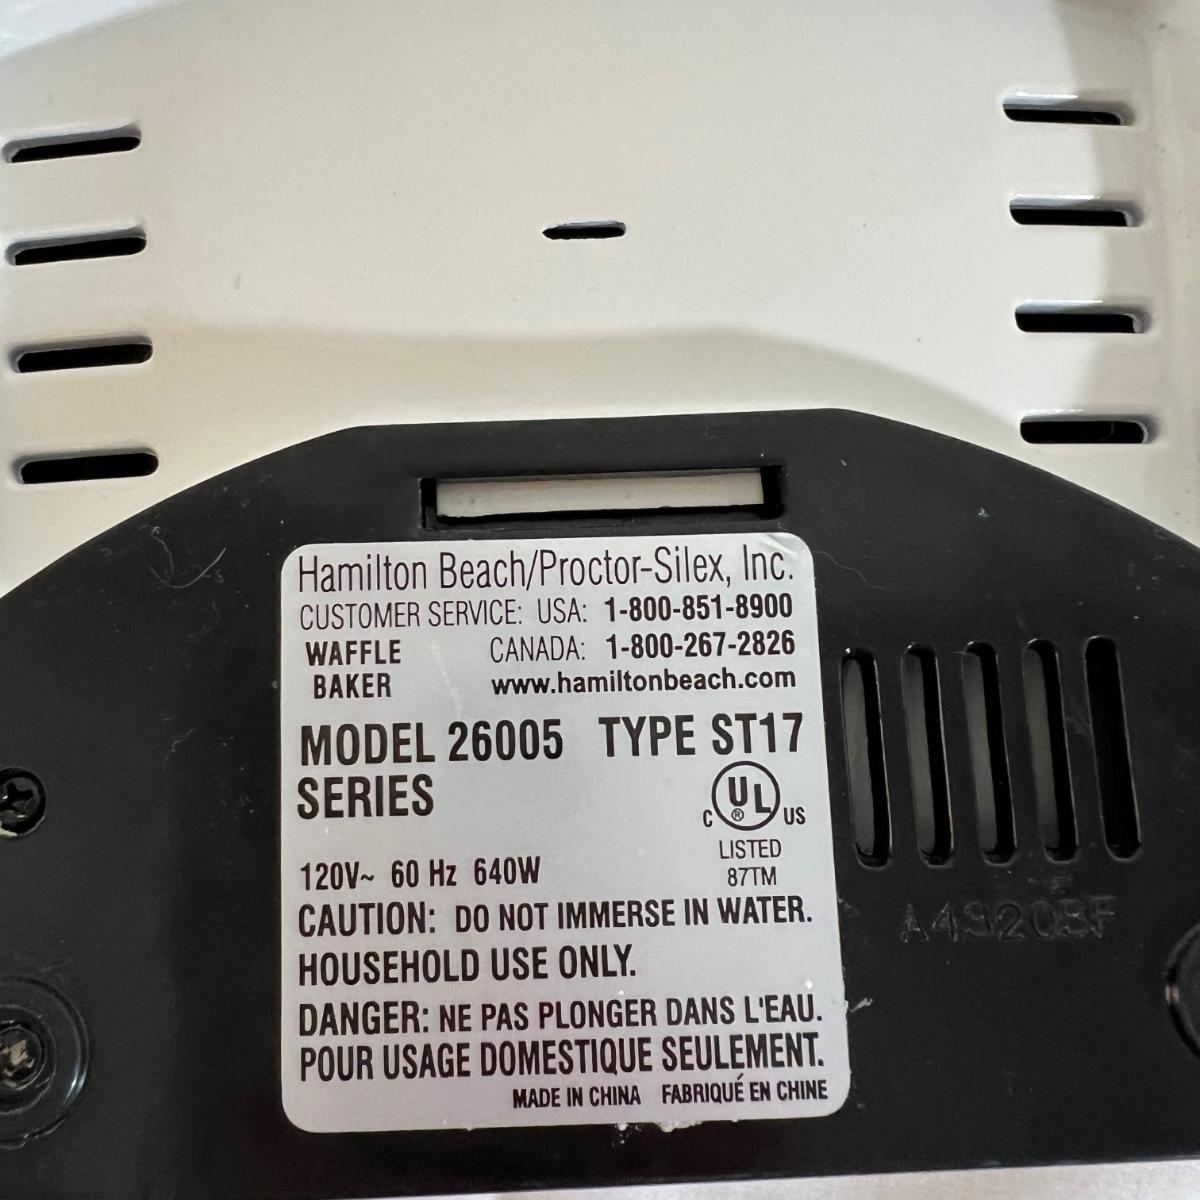 Hamilton Beach/Proctor-Silex, Inc.
CUSTOMER SERVICE: USA: 1-800-851-8900
WAFFLE BAKER
CANADA: 1-800-267-2826
www.hamiltonbeach.com
MODEL 26005 TYPE ST17
SERIES
C UL ® US
LISTED
87TM
120V~ 60 Hz 640W
CAUTION: DO NOT IMMERSE IN WATER.
HOUSEHOLD USE ONLY.
DANGER: NE PAS PLONGER DANS L'EAU.
POUR USAGE DOMESTIQUE SEULEMENT.
MADE IN CHINA FABRIQUÉ EN CHINE